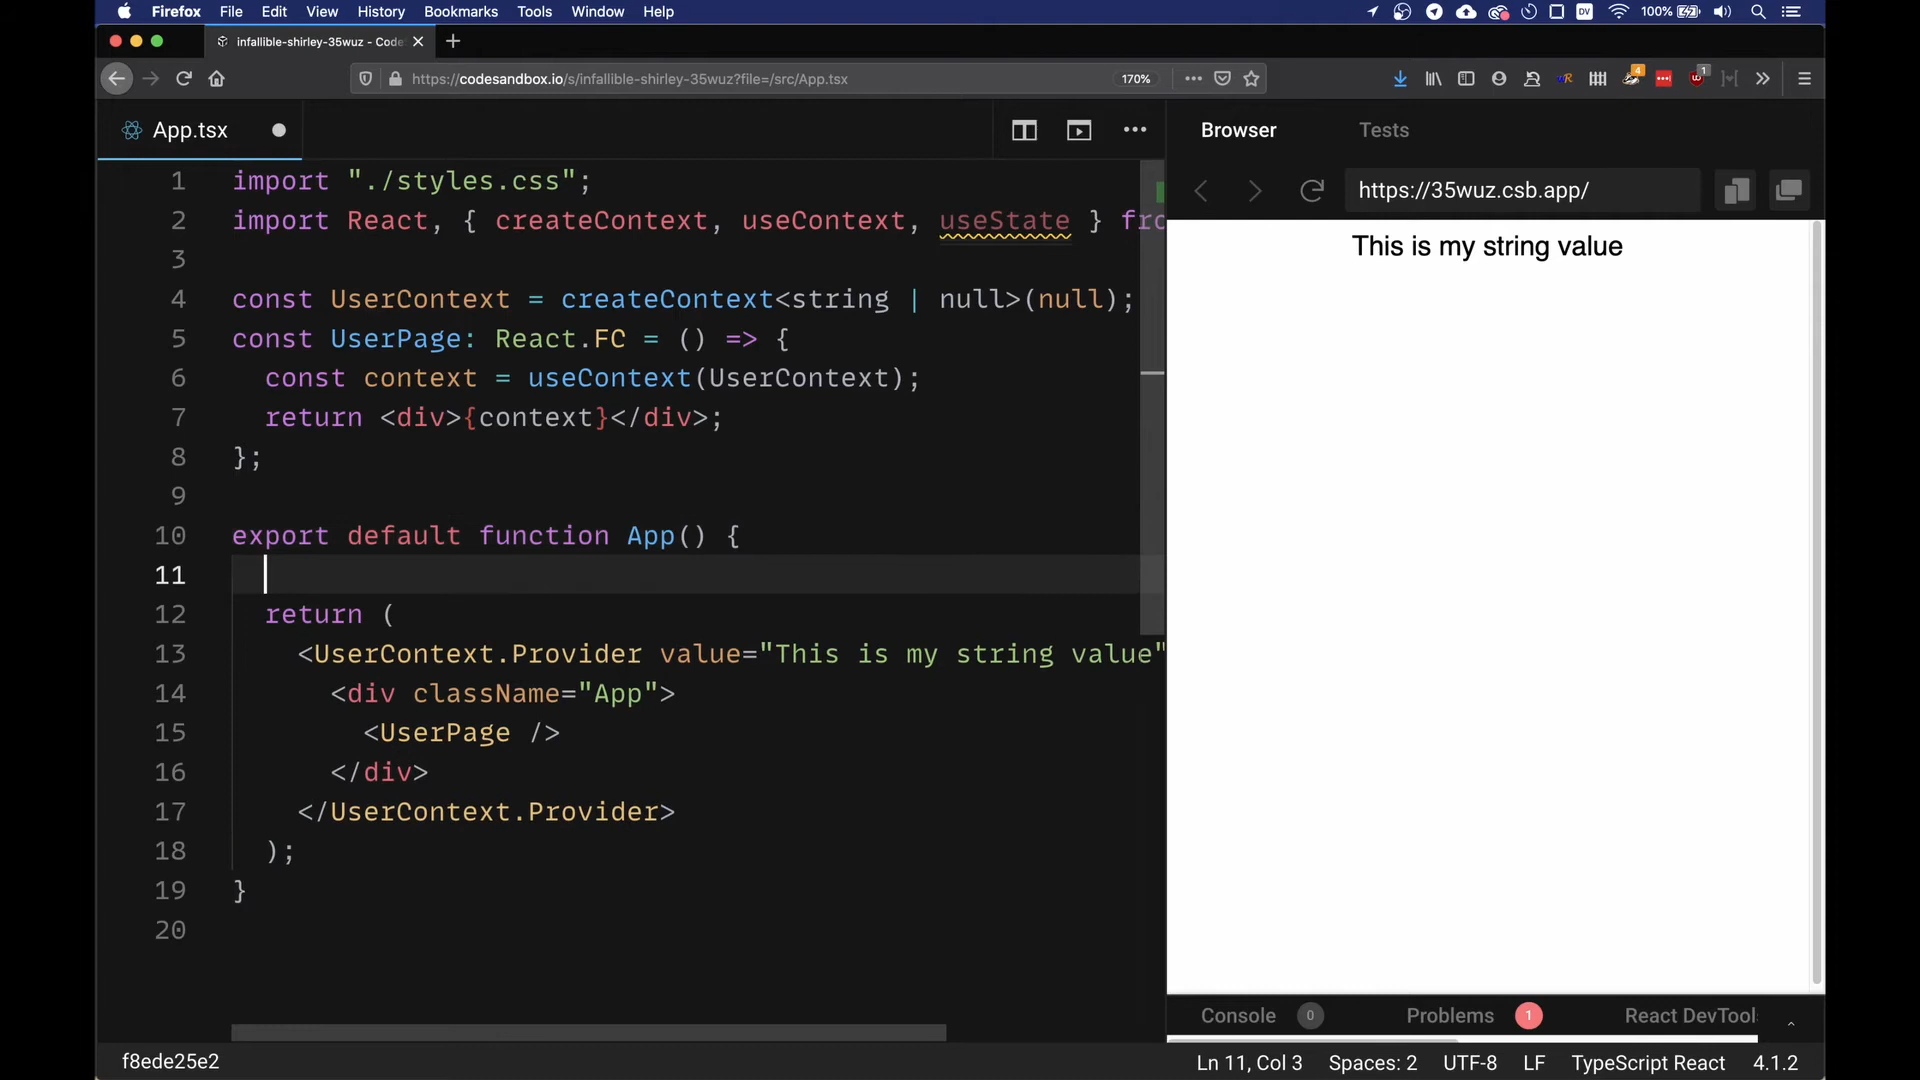 Firefox File Edit View History Bookmarks Tools Window Help DV 100%
infallible-shirley-35wuz - Code
https://codesandbox.io/s/infallible-shirley-35wuz?file=/src/App.tsx 170% 4 1
App.tsx
Browser Tests
https://35wuz.csb.app/
This is my string value
1 import "./styles.css";
2 import React, { createContext, useContext, useState } fro
3
4 const UserContext = createContext<string | null>(null);
5 const UserPage: React.FC = () => {
6 const context = useContext(UserContext);
7 return <div>{context}</div>;
8 };
9
10 export default function App() {
11
12 return (
13 <UserContext.Provider value="This is my string value"
14 <div className="App">
15 <UserPage />
16 </div>
17 </UserContext.Provider>
18 );
19 }
20
Console 0 Problems 1 React DevTool
f8ede25e2 Ln 11, Col 3 Spaces: 2 UTF-8 LF TypeScript React 4.1.2